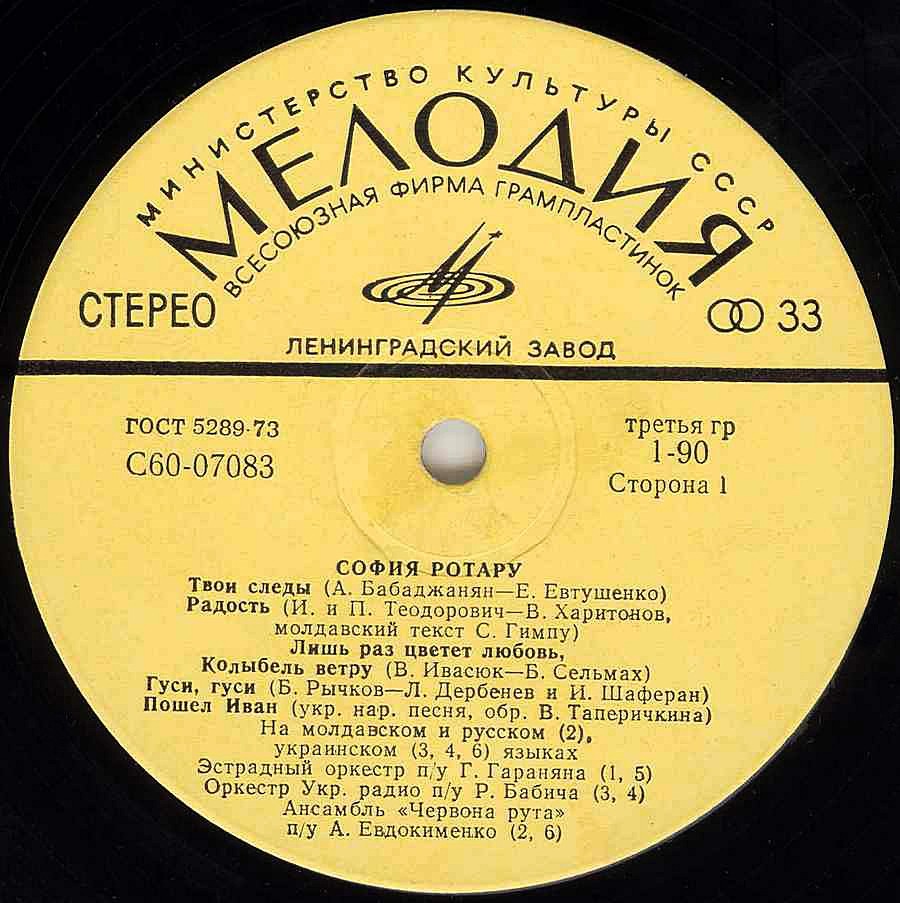 МИНИСТЕРСТВО КУЛЬТУРЫ СССР
МЕЛОДИЯ
ВСЕСОЮЗНАЯ ФИРМА ГРАМПЛАСТИНОК
СТЕРЕО
33
ЛЕНИНГРАДСКИЙ ЗАВОД
ГОСТ 5289-73
С60-07083
третья гр
1-90
Сторона 1
СОФИЯ РОТАРУ
Твои следы (А. Бабаджанян—Е. Евтушенко)
Радость (И. и П. Теодорович—В. Харитонов,
молдавский текст С. Гимпу)
Лишь раз цветет любовь,
Колыбель ветру (В. Ивасюк—Б. Сельмах)
Гуси, гуси (Б. Рычков—Л. Дербенев и И. Шаферан)
Пошел Иван (укр. нар. песня, обр. В. Таперичкина)
На молдавском и русском (2),
украинском (3, 4, 6) языках
Эстрадный оркестр п/у Г. Гараняна (1, 5)
Оркестр Укр. радио п/у Р. Бабича (3, 4)
Ансамбль «Червона рута»
п/у А. Евдокименко (2, 6)